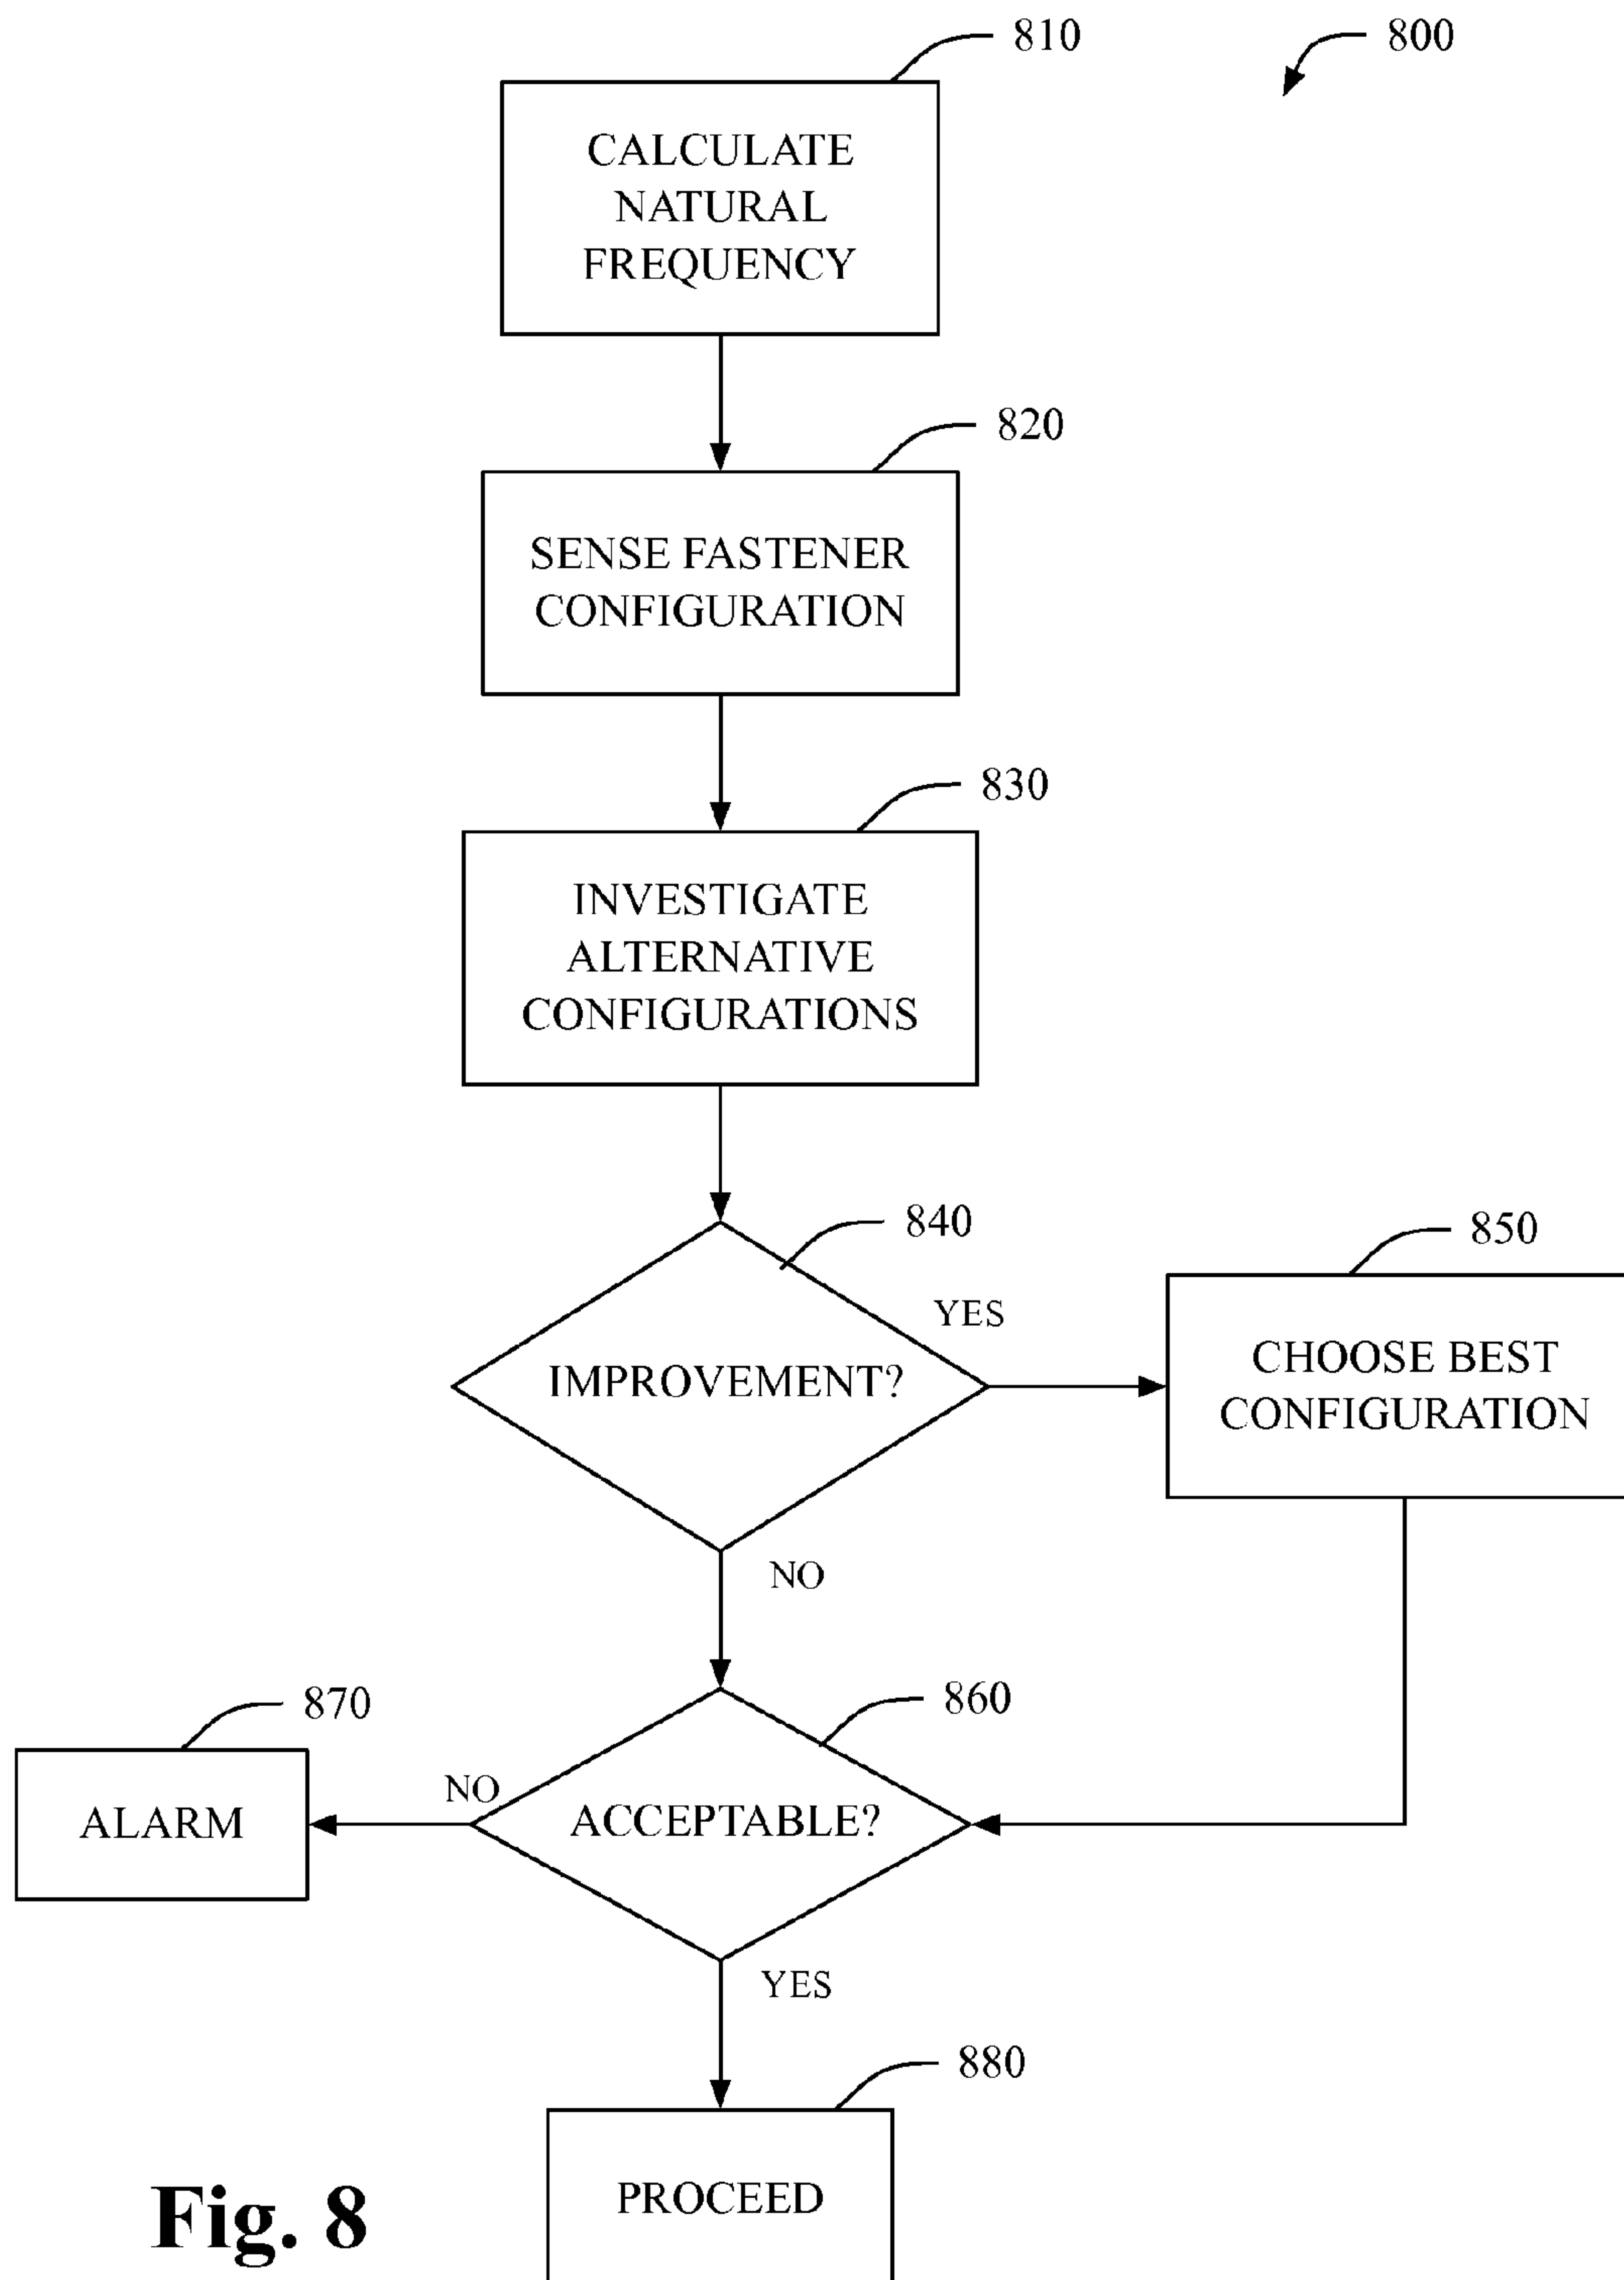 810
800
CALCULATE
NATURAL
FREQUENCY
820
SENSE FASTENER
CONFIGURATION
830
INVESTIGATE
ALTERNATIVE
CONFIGURATIONS
840
850
YES
IMPROVEMENT?
CHOOSE BEST
CONFIGURATION
NO
870
860
NO
ALARM
ACCEPTABLE?
YES
880
PROCEED
Fig. 8